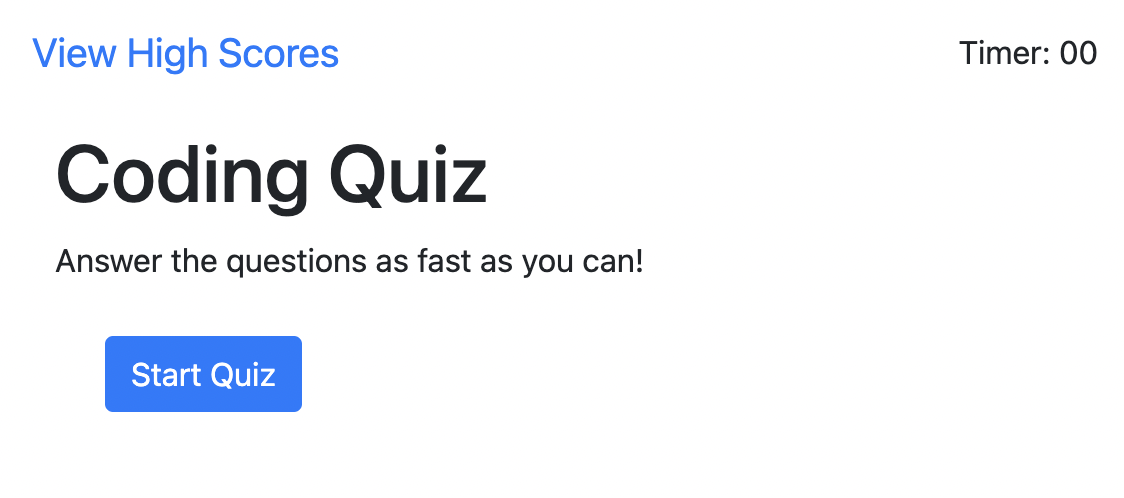 View High Scores
Timer: 00
Coding Quiz
Answer the questions as fast as you can!
Start Quiz